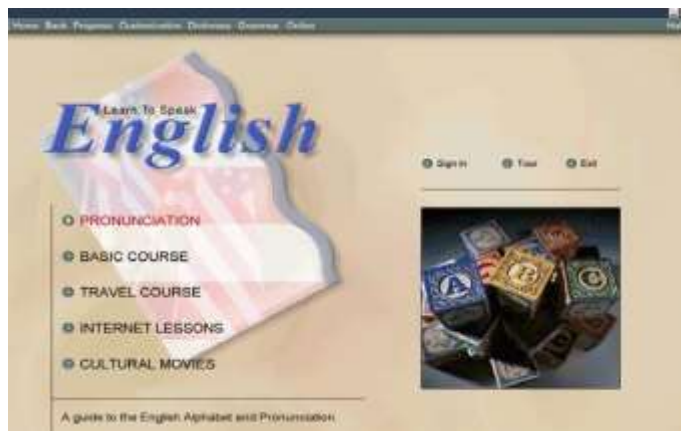 Home Back Progress Customization Dictionary Grammar Online
Learn To Speak
English
Sign In Tour Exit
PRONUNCIATION
BASIC COURSE
TRAVEL COURSE
INTERNET LESSONS
CULTURAL MOVIES
A B C
A guide to the English Alphabet and Pronunciation